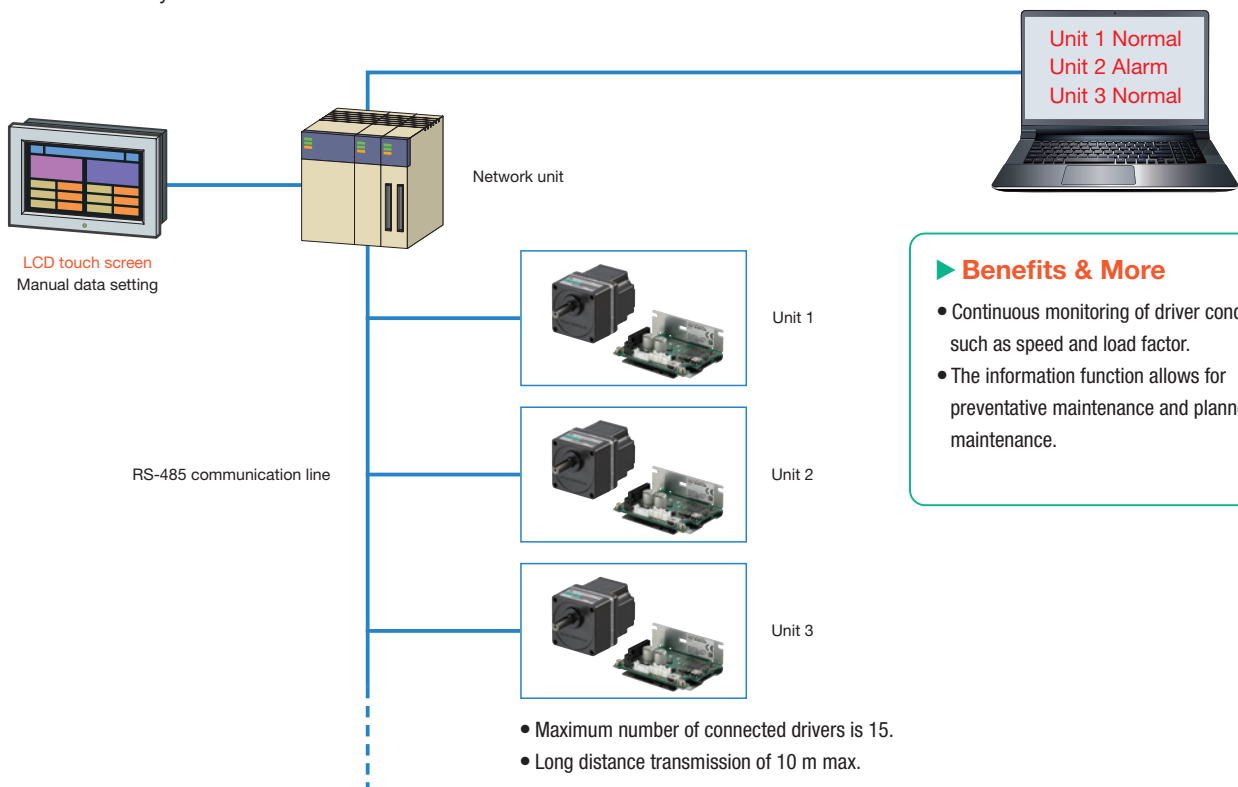 Unit 1 Normal
Unit 2 Alarm
Unit 3 Normal
Network unit
LCD touch screen
Manual data setting
Unit 1
▶ Benefits & More
• Continuous monitoring of driver
such as speed and load factor.
• The information function allows for
preventative maintenance and
maintenance.
RS-485 communication line
Unit 2
Unit 3
• Maximum number of connected drivers is 15.
• Long distance transmission of 10 m max.